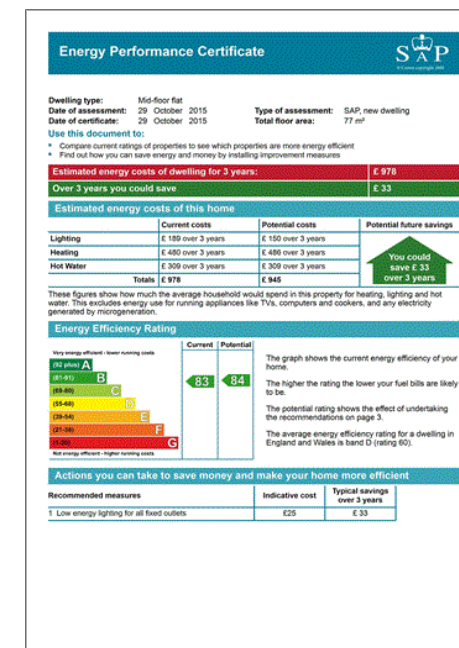 Energy Performance Certificate
SAP
© Crown copyright 2009
Dwelling type: Mid-floor flat
Date of assessment: 29 October 2015 Type of assessment: SAP, new dwelling
Date of certificate: 29 October 2015 Total floor area: 77 m²
Use this document to:
• Compare current ratings of properties to see which properties are more energy efficient
• Find out how you can save energy and money by installing improvement measures
Estimated energy costs of dwelling for 3 years: £ 978
Over 3 years you could save £ 33
Estimated energy costs of this home
Current costs Potential costs Potential future savings
Lighting £ 189 over 3 years £ 150 over 3 years
Heating £ 480 over 3 years £ 486 over 3 years
Hot Water £ 309 over 3 years £ 309 over 3 years
Totals £ 978 £ 945
You could
save £ 33
over 3 years
These figures show how much the average household would spend in this property for heating, lighting and hot
water. This excludes energy use for running appliances like TVs, computers and cookers, and any electricity
generated by microgeneration.
Energy Efficiency Rating
Current Potential
Very energy efficient - lower running costs
(92 plus) A
(81-91) B
(69-80) C
(55-68) D
(39-54) E
(21-38) F
(1-20) G
Not energy efficient - higher running costs
83 84
The graph shows the current energy efficiency of your
home.
The higher the rating the lower your fuel bills are likely
to be.
The potential rating shows the effect of undertaking
the recommendations on page 3.
The average energy efficiency rating for a dwelling in
England and Wales is band D (rating 60).
Actions you can take to save money and make your home more efficient
Recommended measures Indicative cost Typical savings
over 3 years
1 Low energy lighting for all fixed outlets £25 £ 33